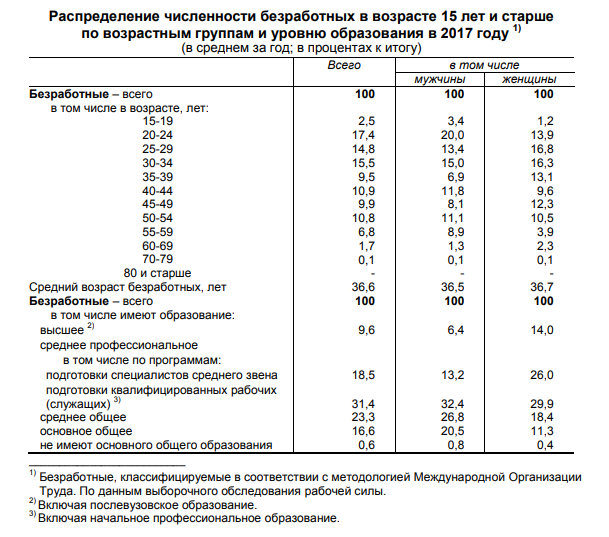 Распределение численности безработных в возрасте 15 лет и старше
по возрастным группам и уровню образования в 2017 году 1)
(в среднем за год; в процентах к итогу)
Всего в том числе
мужчины женщины
Безработные – всего 100 100 100
в том числе в возрасте, лет:
15-19 2,5 3,4 1,2
20-24 17,4 20,0 13,9
25-29 14,8 13,4 16,8
30-34 15,5 15,0 16,3
35-39 9,5 6,9 13,1
40-44 10,9 11,8 9,6
45-49 9,9 8,1 12,3
50-54 10,8 11,1 10,5
55-59 6,8 8,9 3,9
60-69 1,7 1,3 2,3
70-79 0,1 0,1 0,1
80 и старше - - -
Средний возраст безработных, лет 36,6 36,5 36,7
Безработные – всего 100 100 100
в том числе имеют образование:
высшее 2) 9,6 6,4 14,0
среднее профессиональное
в том числе по программам:
подготовки специалистов среднего звена 18,5 13,2 26,0
подготовки квалифицированных рабочих
(служащих) 3) 31,4 32,4 29,9
среднее общее 23,3 26,8 18,4
основное общее 16,6 20,5 11,3
не имеют основного общего образования 0,6 0,8 0,4
1) Безработные, классифицируемые в соответствии с методологией Международной Организации
Труда. По данным выборочного обследования рабочей силы.
2) Включая послевузовское образование.
3) Включая начальное профессиональное образование.